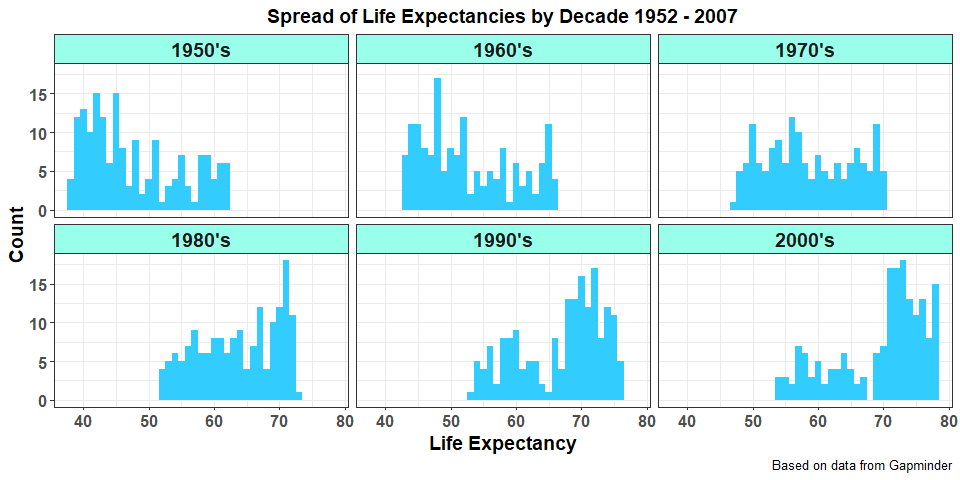 Spread of Life Expectancies by Decade 1952 - 2007
1950's 1960's 1970's
15
10
5
0
1980's 1990's 2000's
15
10
5
0
Count
40 50 60 70 80 40 50 60 70 80 40 50 60 70 80
Life Expectancy
Based on data from Gapminder